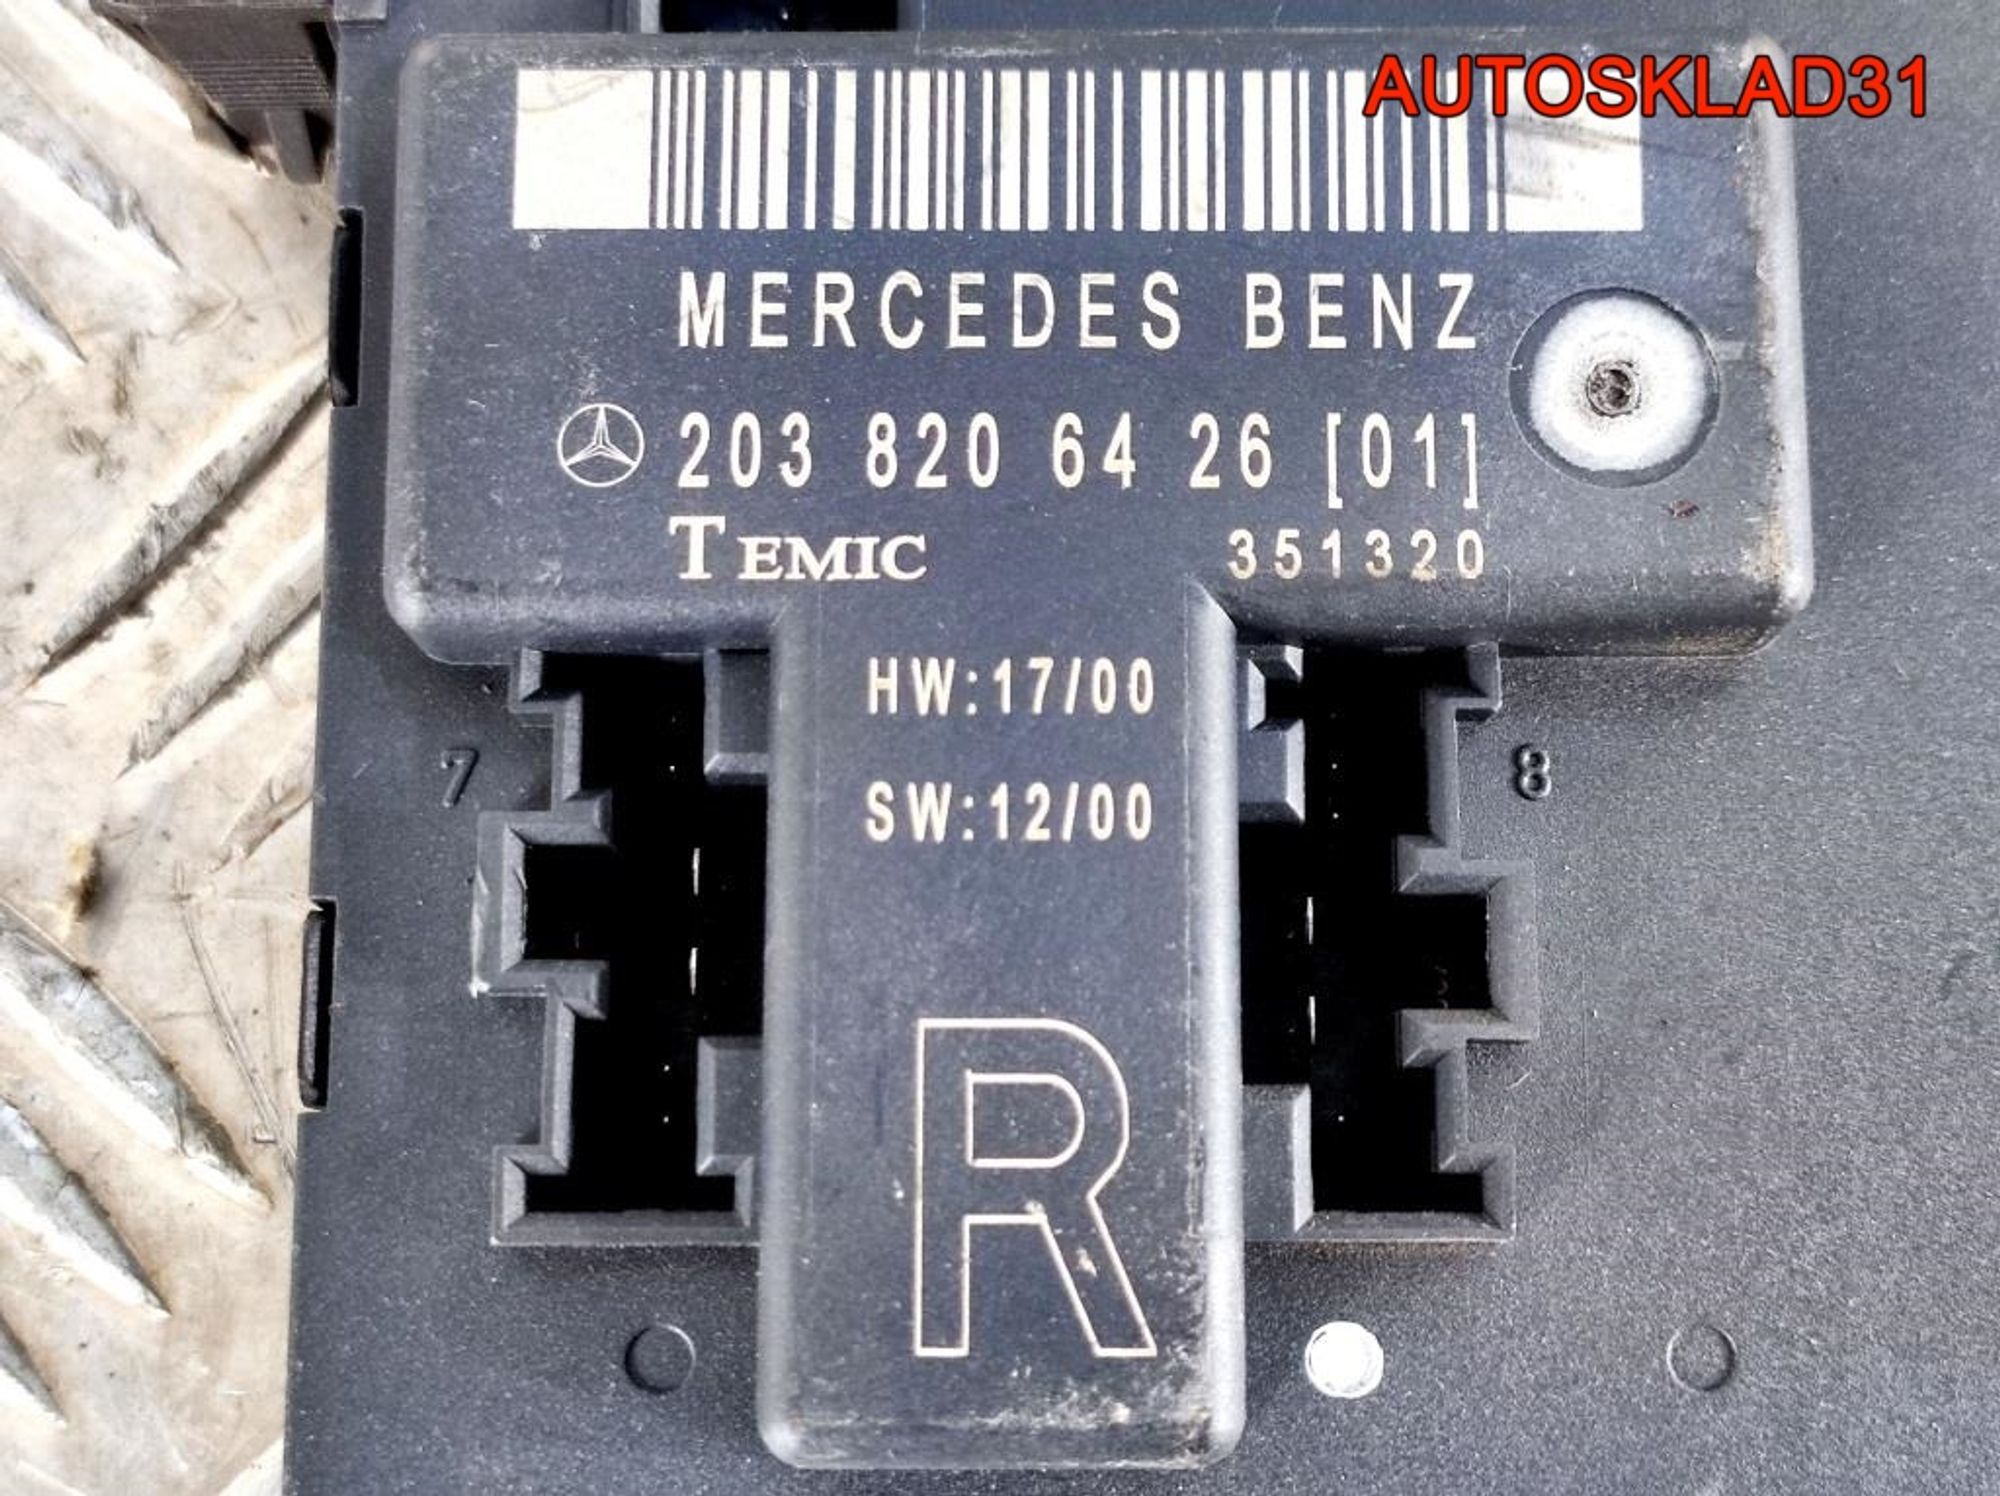 AUTOSKLAD31
MERCEDES BENZ
203 820 64 26 [01]
TEMIC 351320
HW:17/00
7 8
SW:12/00
R